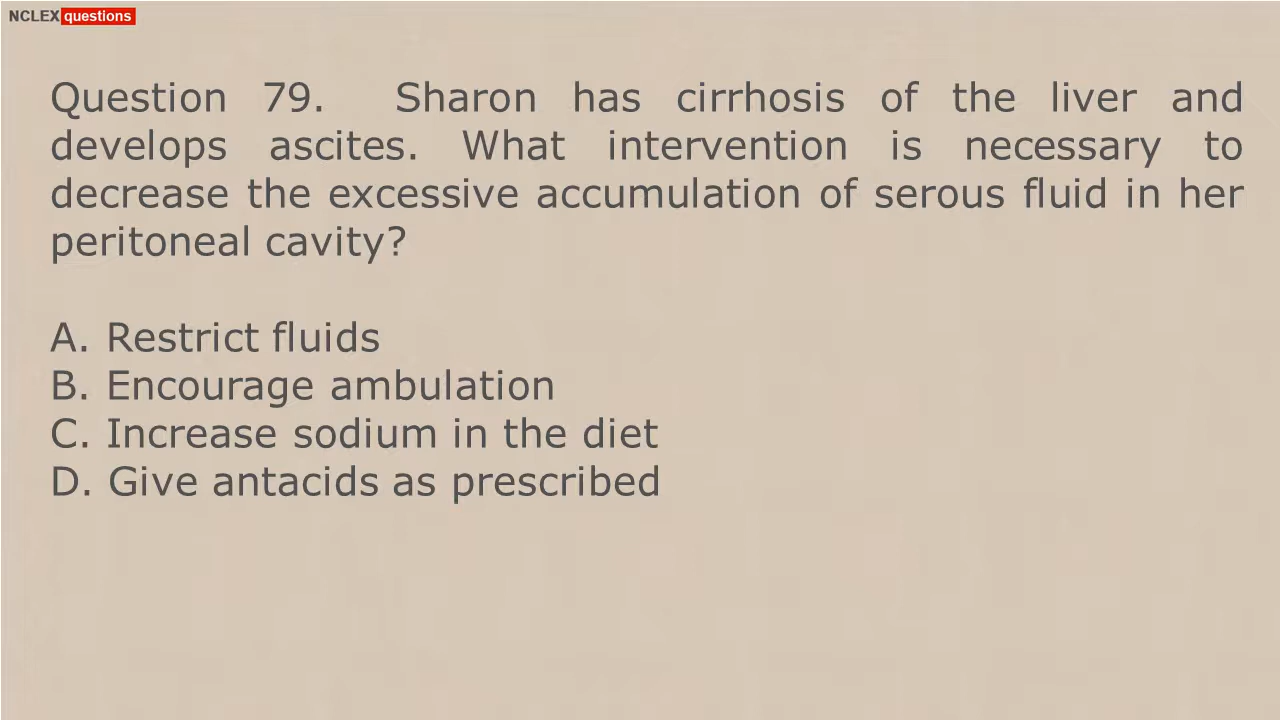 NCLEX questions
Question 79. Sharon has cirrhosis of the liver and
develops ascites. What intervention is necessary to
decrease the excessive accumulation of serous fluid in her
peritoneal cavity?
A. Restrict fluids
B. Encourage ambulation
C. Increase sodium in the diet
D. Give antacids as prescribed